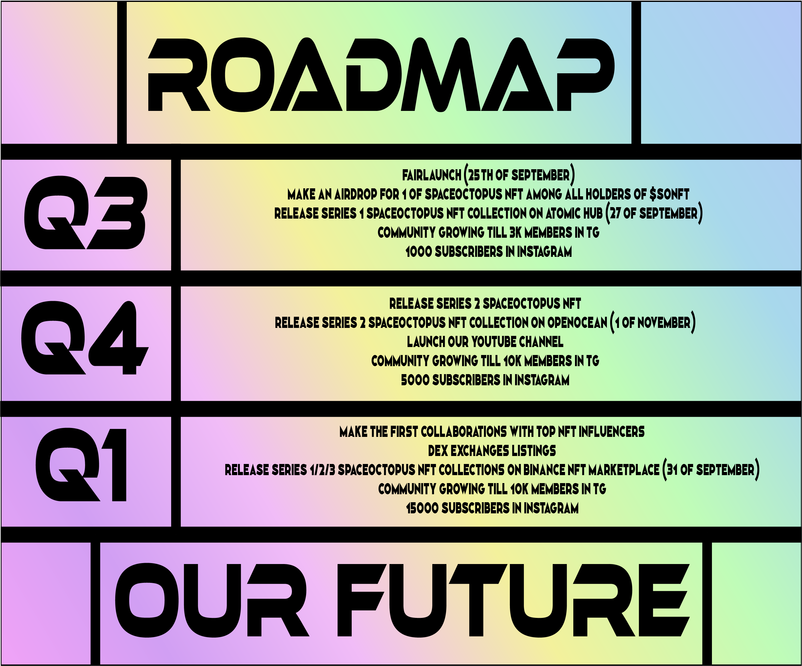 ROADMAP
Q3
FAIRLAUNCH (25TH OF SEPTEMBER)
MAKE AN AIRDROP FOR 1 OF SPACEOCTOPUS NFT AMONG ALL HOLDERS OF $SONFT
RELEASE SERIES 1 SPACEOCTOPUS NFT COLLECTION ON ATOMIC HUB (27 OF SEPTEMBER)
COMMUNITY GROWING TILL 3K MEMBERS IN TG
1000 SUBSCRIBERS IN INSTAGRAM
Q4
RELEASE SERIES 2 SPACEOCTOPUS NFT
RELEASE SERIES 2 SPACEOCTOPUS NFT COLLECTION ON OPENOCEAN (1 OF NOVEMBER)
LAUNCH OUR YOUTUBE CHANNEL
COMMUNITY GROWING TILL 10K MEMBERS IN TG
5000 SUBSCRIBERS IN INSTAGRAM
Q1
MAKE THE FIRST COLLABORATIONS WITH TOP NFT INFLUENCERS
DEX EXCHANGES LISTINGS
RELEASE SERIES 1/2/3 SPACEOCTOPUS NFT COLLECTIONS ON BINANCE NFT MARKETPLACE (31 OF SEPTEMBER)
COMMUNITY GROWING TILL 10K MEMBERS IN TG
15000 SUBSCRIBERS IN INSTAGRAM
OUR FUTURE